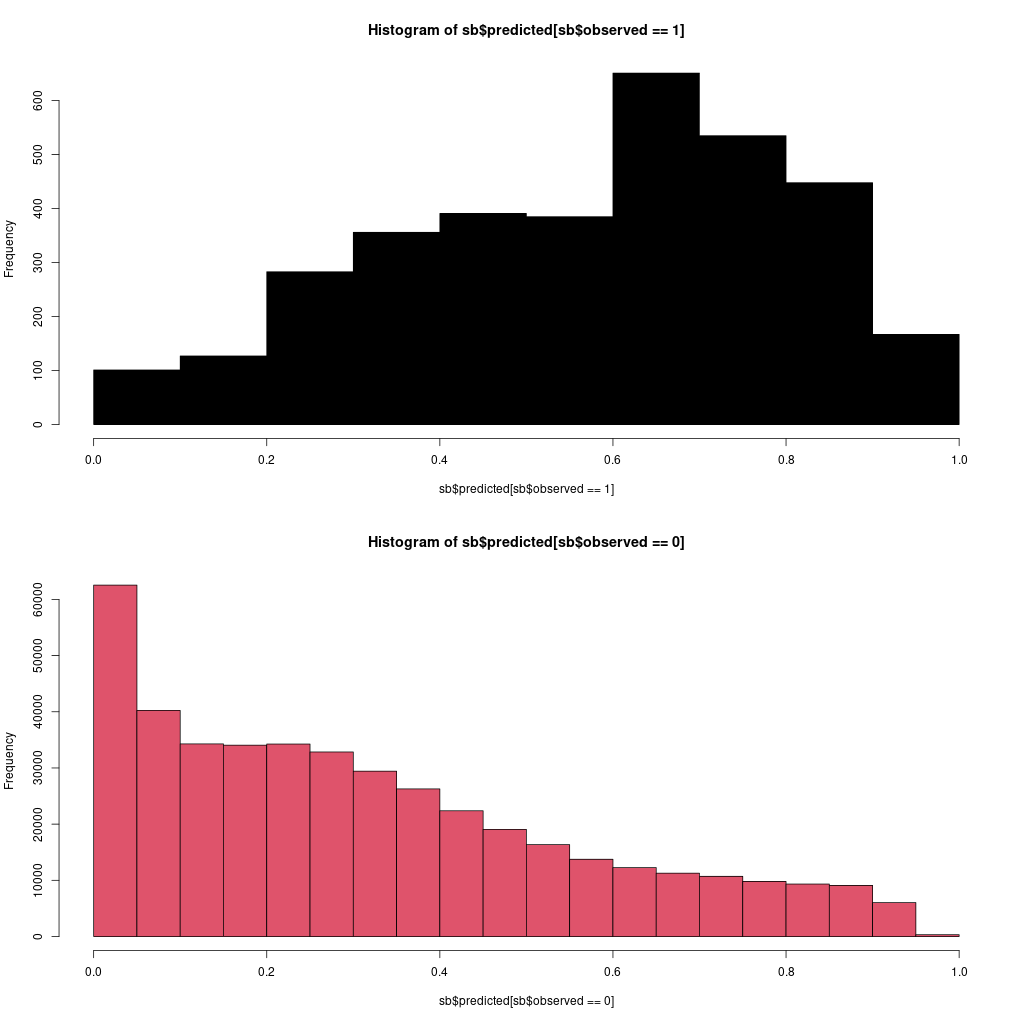 Histogram of sb$predicted[sb$observed == 1]
Frequency
600
500
400
300
200
100
0
0.0 0.2 0.4 0.6 0.8 1.0
sb$predicted[sb$observed == 1]
Histogram of sb$predicted[sb$observed == 0]
Frequency
60000
50000
40000
30000
20000
10000
0
0.0 0.2 0.4 0.6 0.8 1.0
sb$predicted[sb$observed == 0]